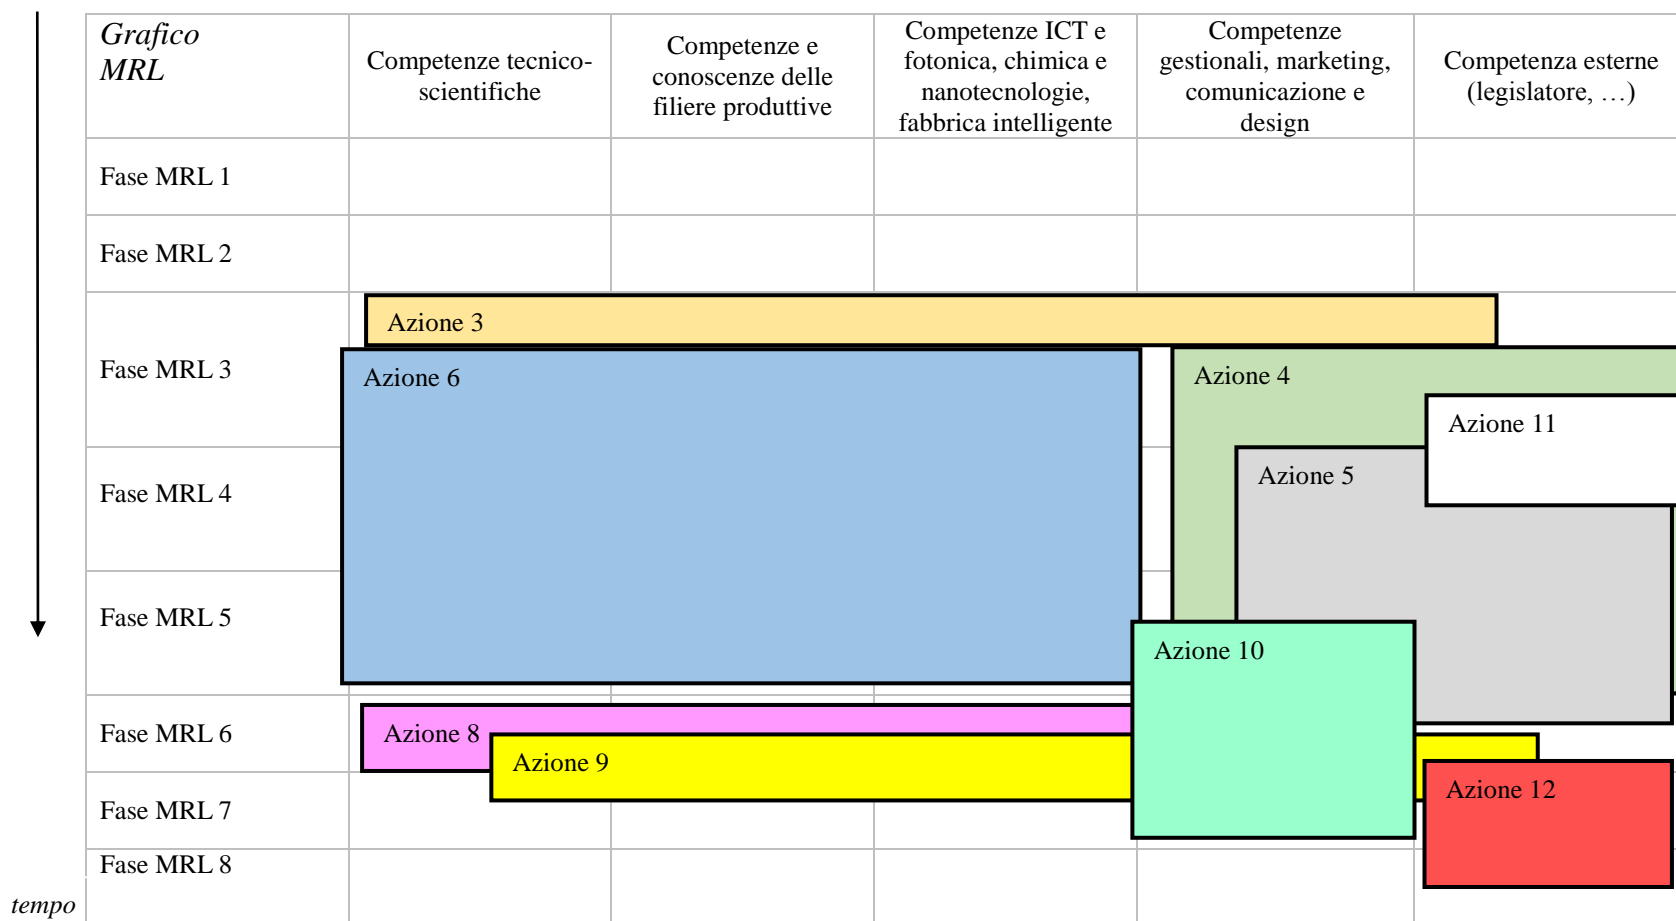 Grafico
MRL
Competenze tecnico-
scientifiche
Competenze e
conoscenze delle
filiere produttive
Competenze ICT e
fotonica, chimica e
nanotecnologie,
fabbrica intelligente
Competenze
gestionali, marketing,
comunicazione e
design
Competenza esterne
(legislatore, …)
Fase MRL 1
Fase MRL 2
Azione 3
Fase MRL 3
Azione 6
Azione 4
Azione 11
Fase MRL 4
Azione 5
Fase MRL 5
Azione 10
Fase MRL 6
Azione 8
Azione 9
Azione 12
Fase MRL 7
Fase MRL 8
tempo